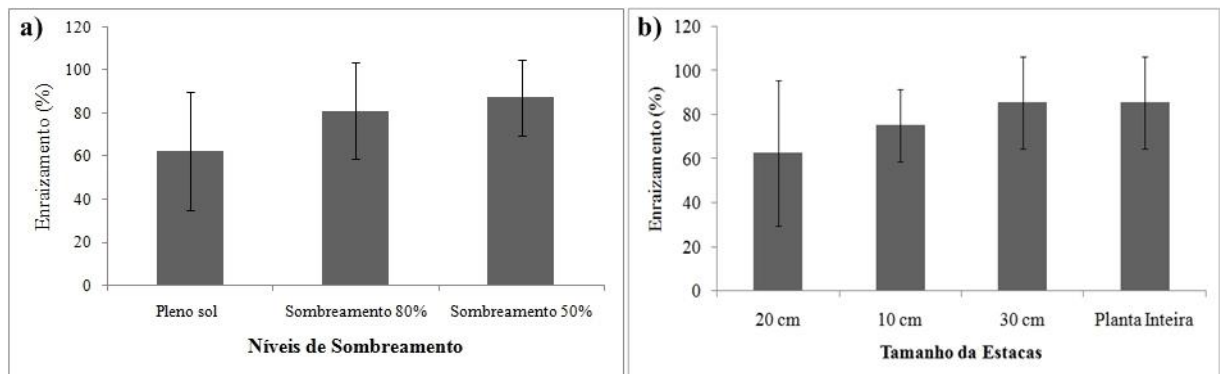 a)
Enraizamento (%)
120
100
80
60
40
20
0
Pleno sol
Sombreamento 80%
Sombreamento 50%
Níveis de Sombreamento
b)
Enraizamento (%)
120
100
80
60
40
20
0
20 cm
10 cm
30 cm
Planta Inteira
Tamanho da Estacas